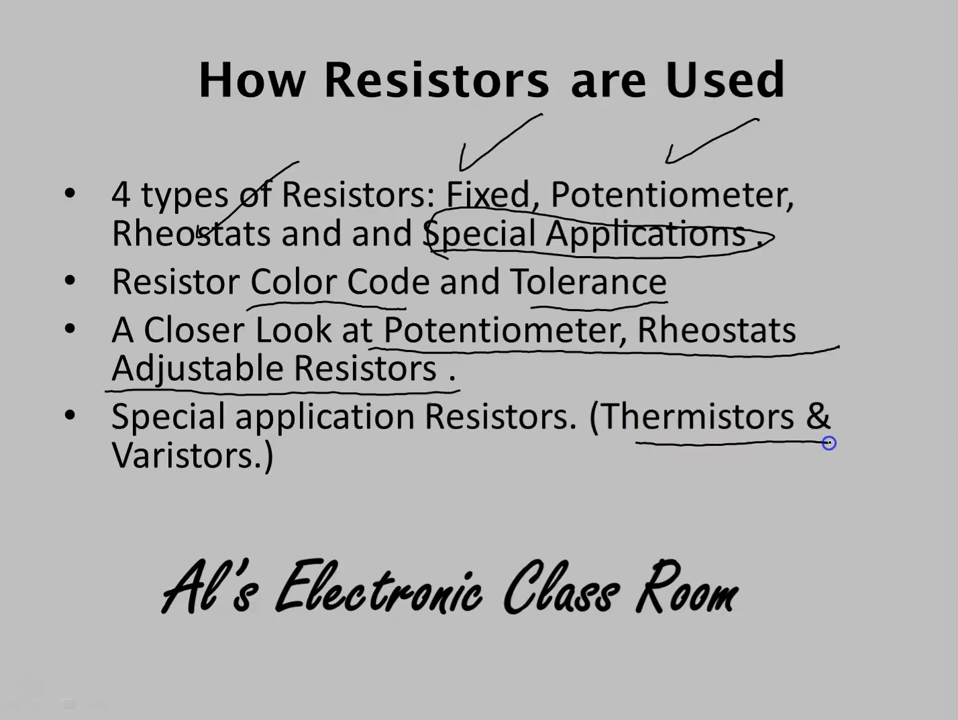 How Resistors are Used
• 4 types of Resistors: Fixed, Potentiometer,
Rheostats and and Special Applications .
• Resistor Color Code and Tolerance
• A Closer Look at Potentiometer, Rheostats
Adjustable Resistors .
• Special application Resistors. (Thermistors &
Varistors.)
Al's Electronic Class Room